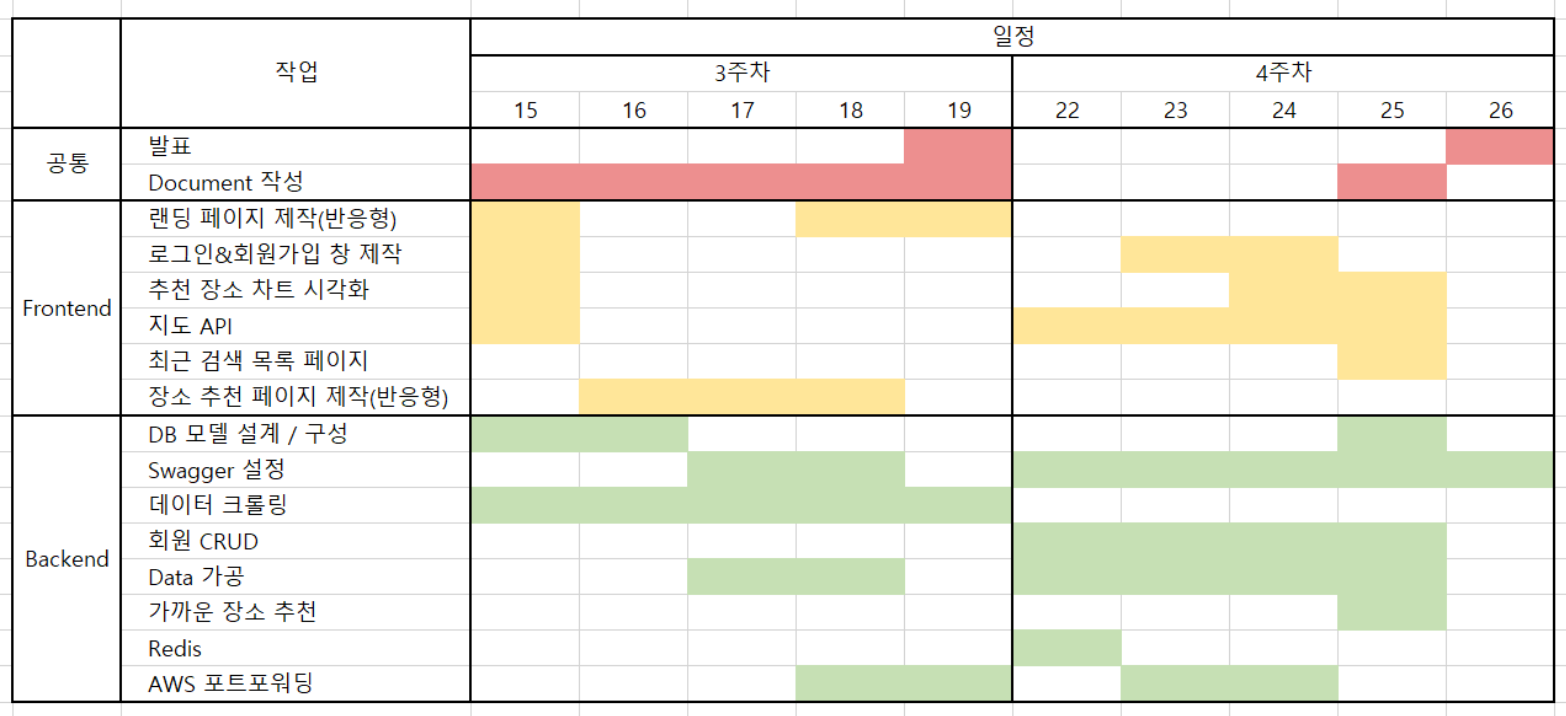 일정
작업
3주차
4주차
15 16 17 18 19 22 23 24 25 26
공통
발표
Document 작성
Frontend
랜딩 페이지 제작(반응형)
로그인&회원가입 창 제작
추천 장소 차트 시각화
지도 API
최근 검색 목록 페이지
장소 추천 페이지 제작(반응형)
Backend
DB 모델 설계 / 구성
Swagger 설정
데이터 크롤링
회원 CRUD
Data 가공
가까운 장소 추천
Redis
AWS 포트포워딩